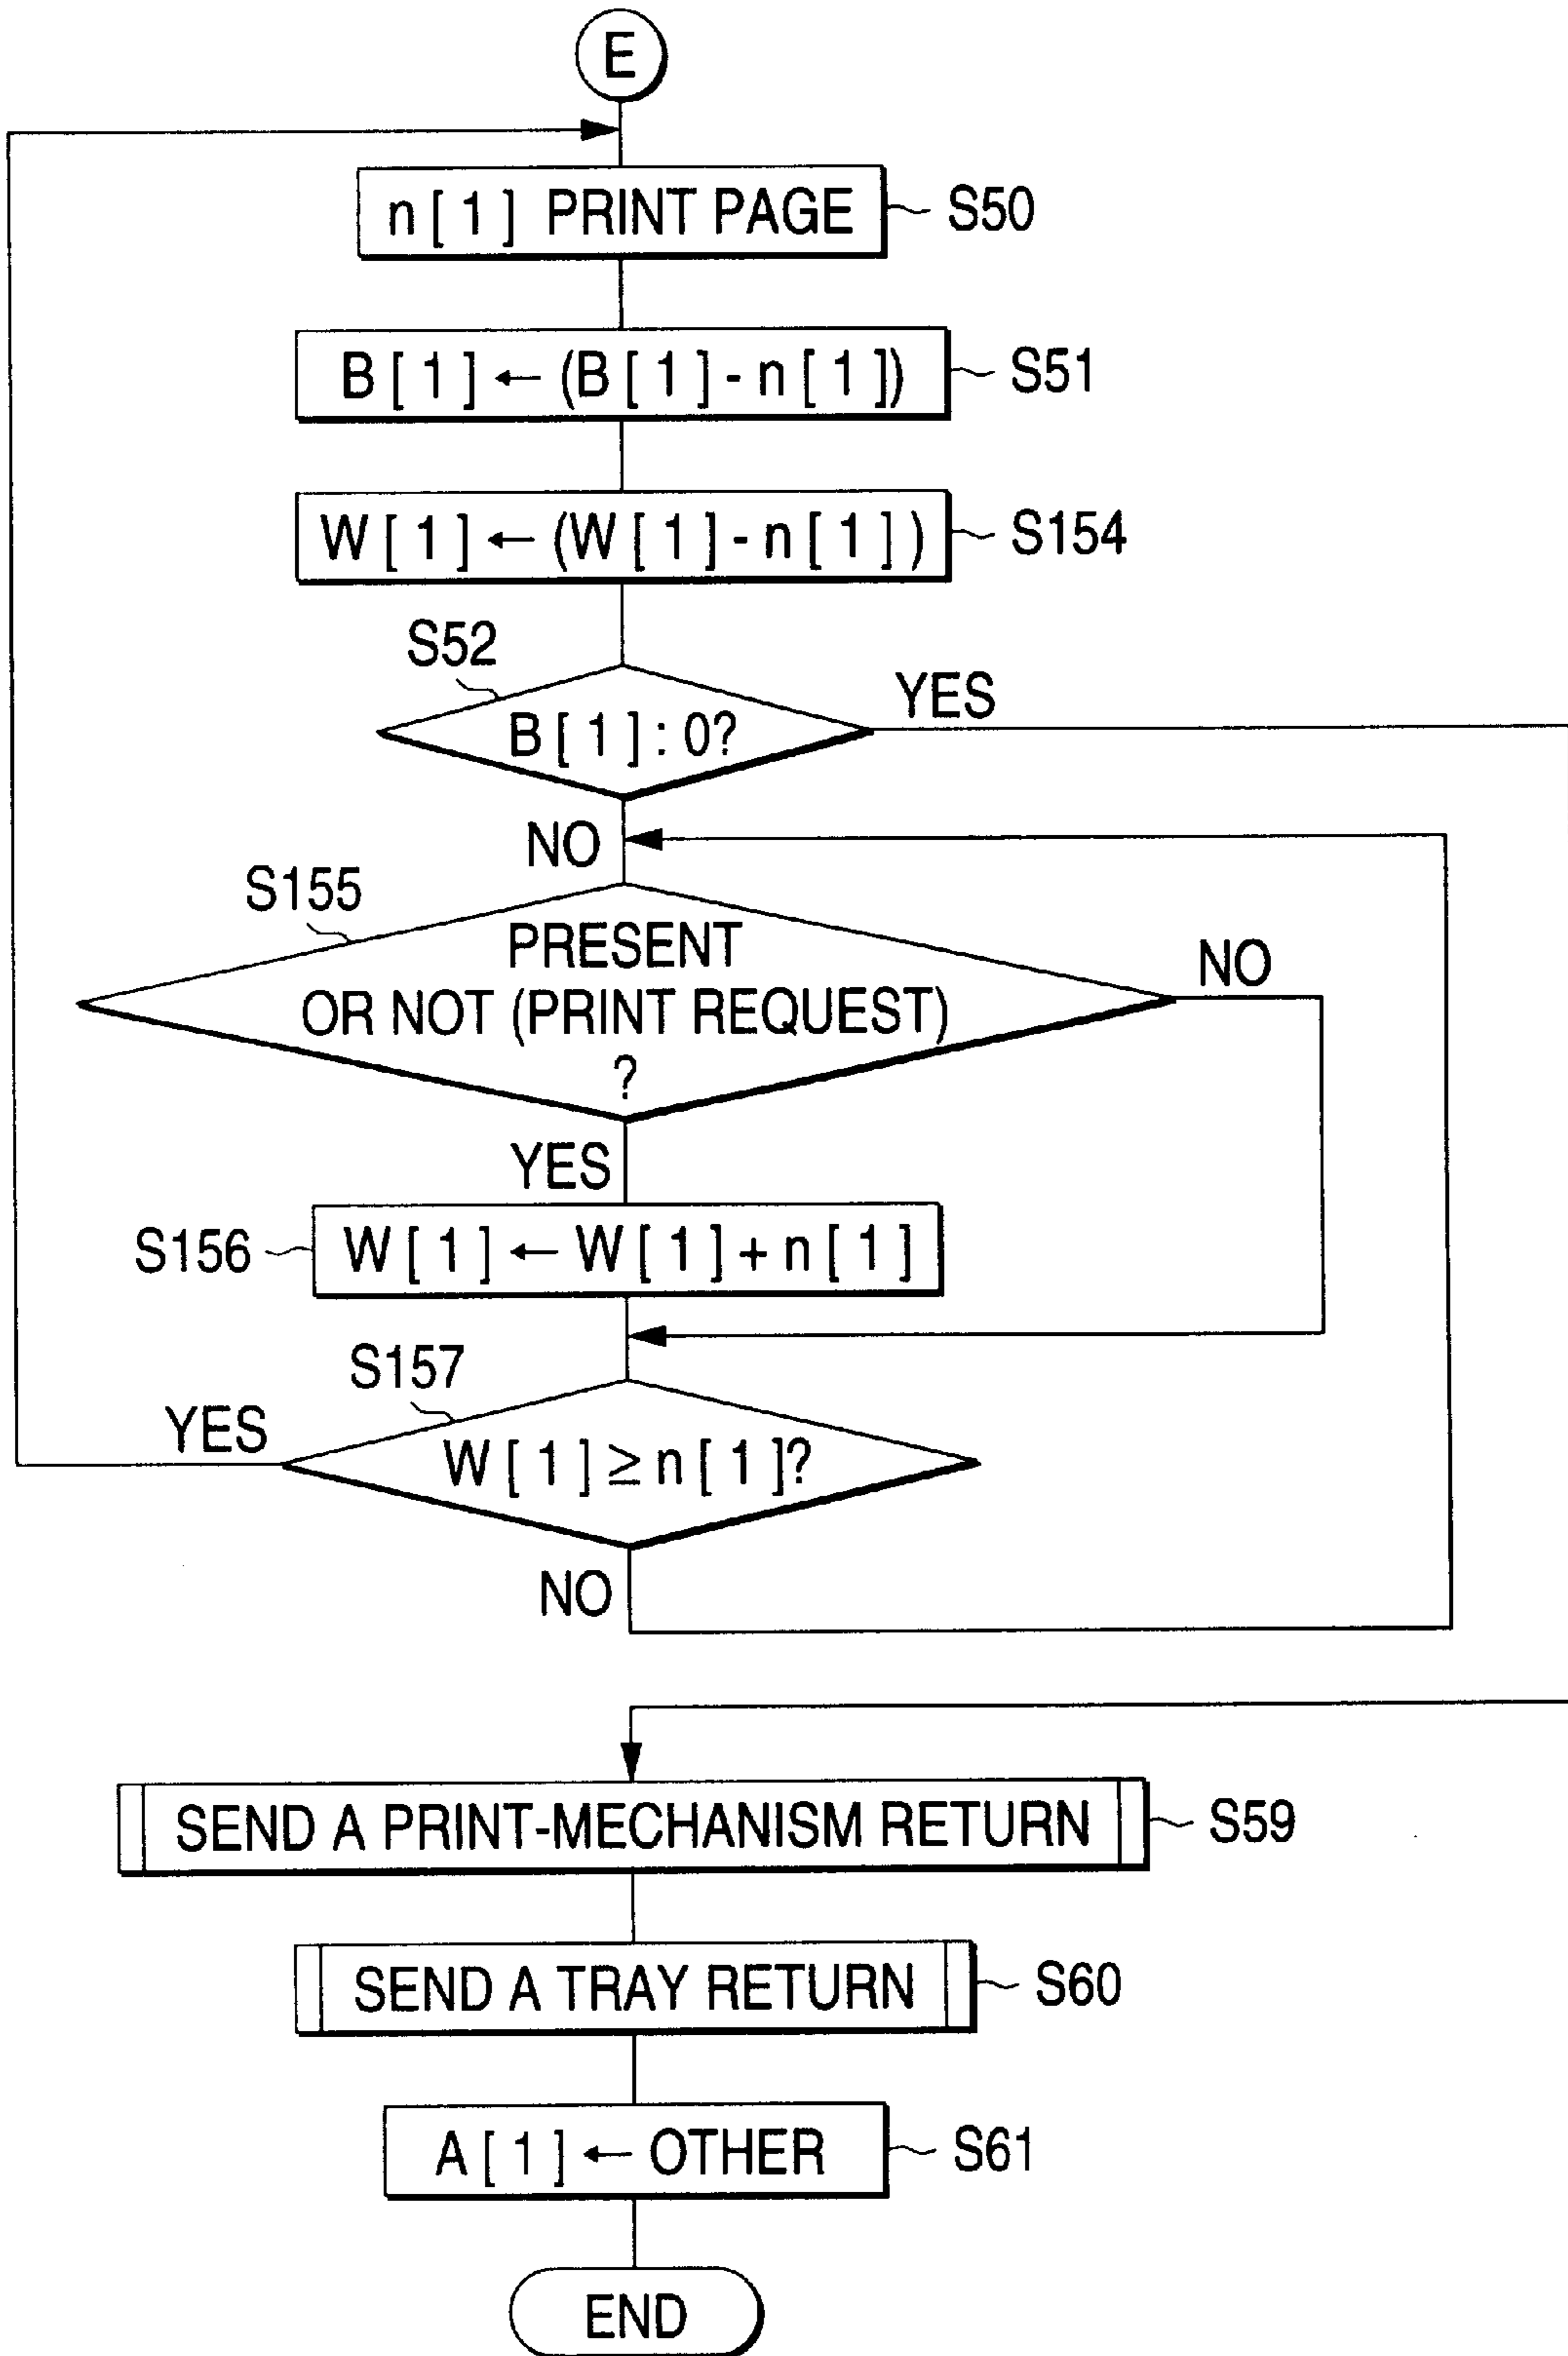 E
n [ 1 ] PRINT PAGE
S50
B [ 1 ] ← (B [ 1 ] - n [ 1 ])
S51
W [ 1 ] ← (W [ 1 ] - n [ 1 ] )
S154
S52
B [ 1 ] : 0?
YES
NO
S155
PRESENT
OR NOT (PRINT REQUEST)
?
NO
YES
S156
W [ 1 ] ← W [ 1 ] + n [ 1 ]
S157
YES
W [ 1 ] ≥ n [ 1 ]?
NO
SEND A PRINT-MECHANISM RETURN
S59
SEND A TRAY RETURN
S60
A [ 1 ] ← OTHER
S61
END